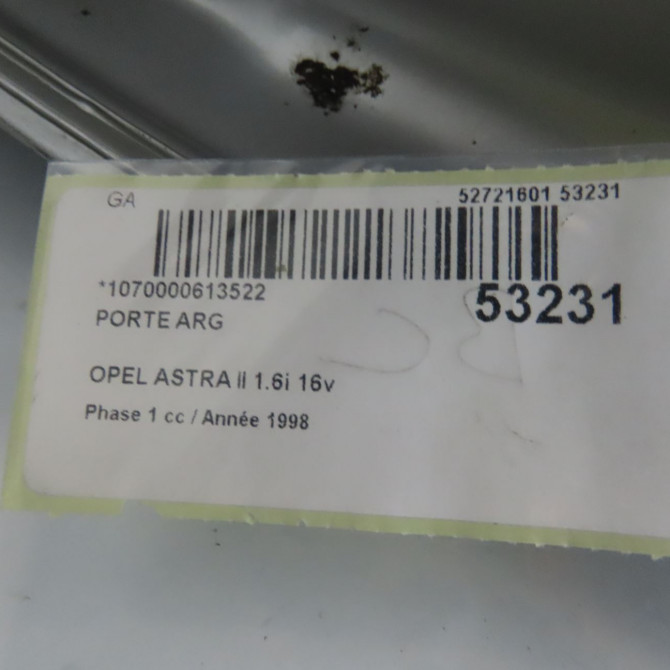 GA 52721601 53231
*1070000613522 53231
PORTE ARG
OPEL ASTRA II 1.6i 16v
Phase 1 cc / Année 1998